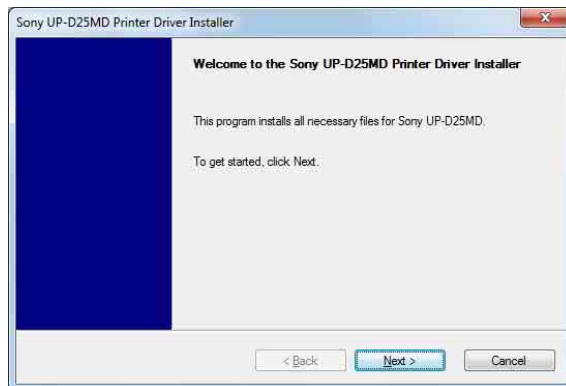 Sony UP-D25MD Printer Driver Installer
Welcome to the Sony UP-D25MD Printer Driver Installer
This program installs all necessary files for Sony UP-D25MD.
To get started, click Next.
< Back Next > Cancel